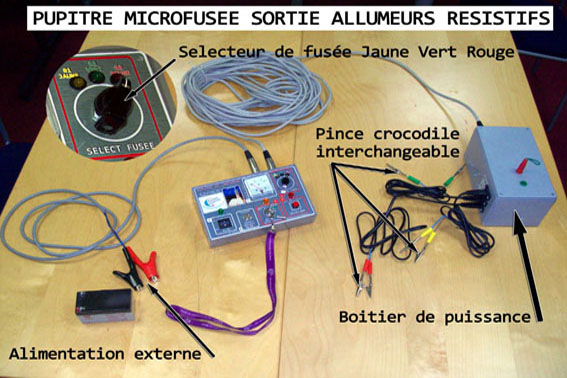 PUPITRE MICROFUSEE SORTIE ALLUMEURS RESISTIFS
Selecteur de fusée Jaune Vert Rouge
JAUNE
SELECT FUSEE
Pince crocodile
interchangeable
Boitier de puissance
Alimentation externe